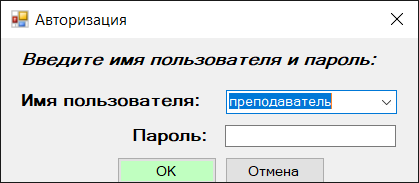 Авторизация
Введите имя пользователя и пароль:
Имя пользователя: преподаватель
Пароль:
OK Отмена